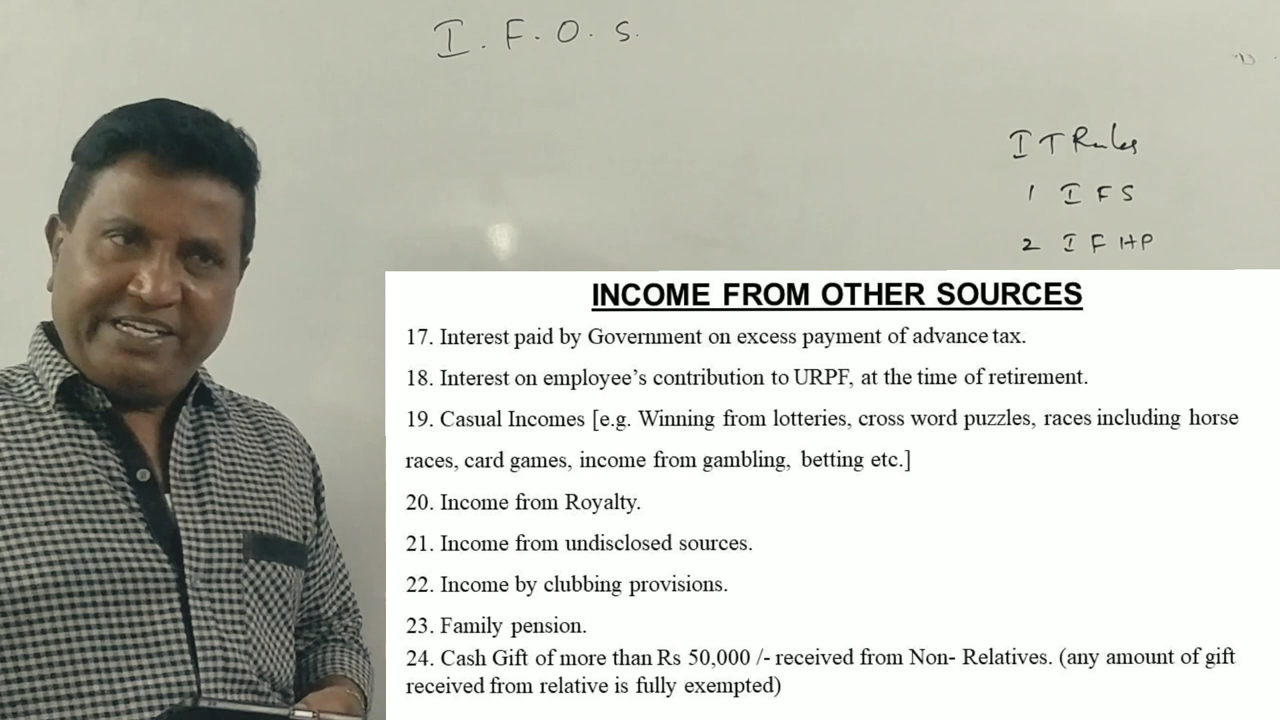 I. F. O. S.
I T Rules
1 I F S
2 I F HP
INCOME FROM OTHER SOURCES
17. Interest paid by Government on excess payment of advance tax.
18. Interest on employee’s contribution to URPF, at the time of retirement.
19. Casual Incomes [e.g. Winning from lotteries, cross word puzzles, races including horse
races, card games, income from gambling, betting etc.]
20. Income from Royalty.
21. Income from undisclosed sources.
22. Income by clubbing provisions.
23. Family pension.
24. Cash Gift of more than Rs 50,000 /- received from Non- Relatives. (any amount of gift
received from relative is fully exempted)